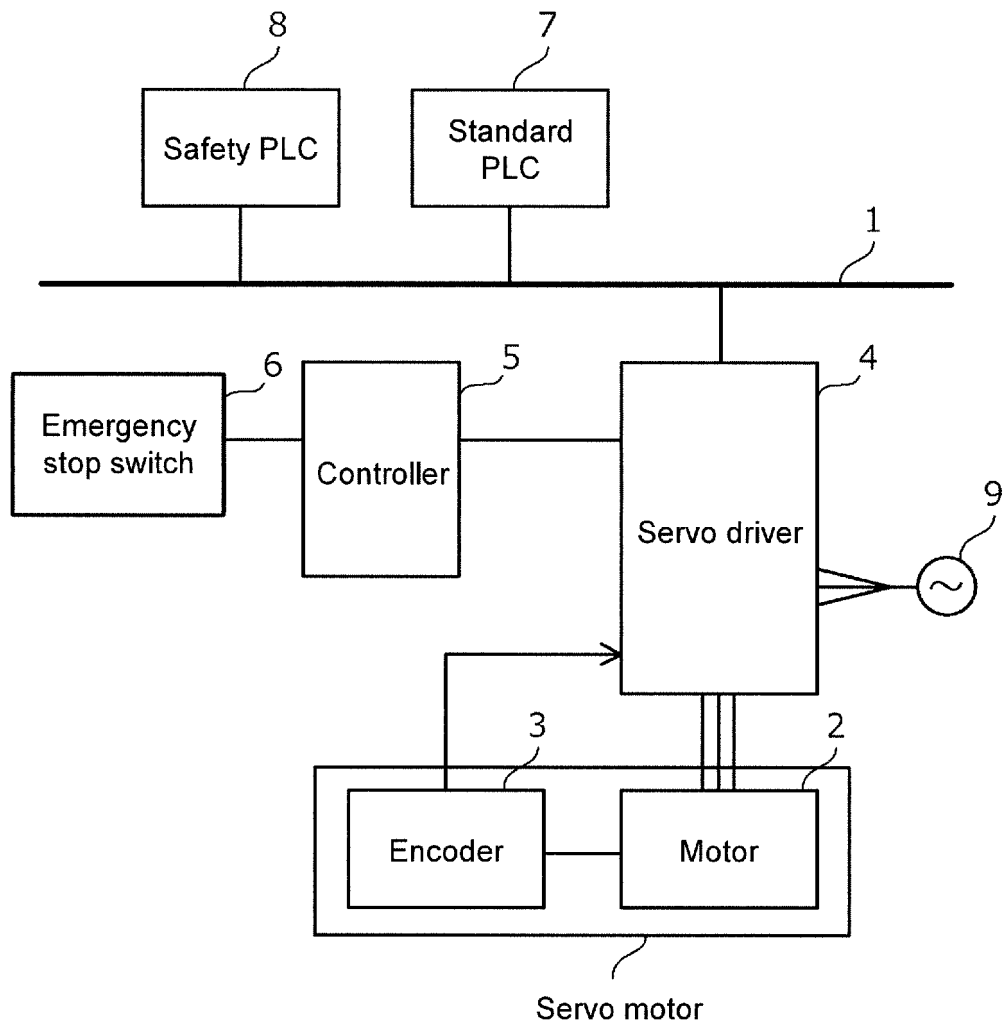 8
7
Safety PLC
Standard
PLC
1
6
5
4
Emergency
stop switch
Controller
Servo driver
9
3
2
Encoder
Motor
Servo motor